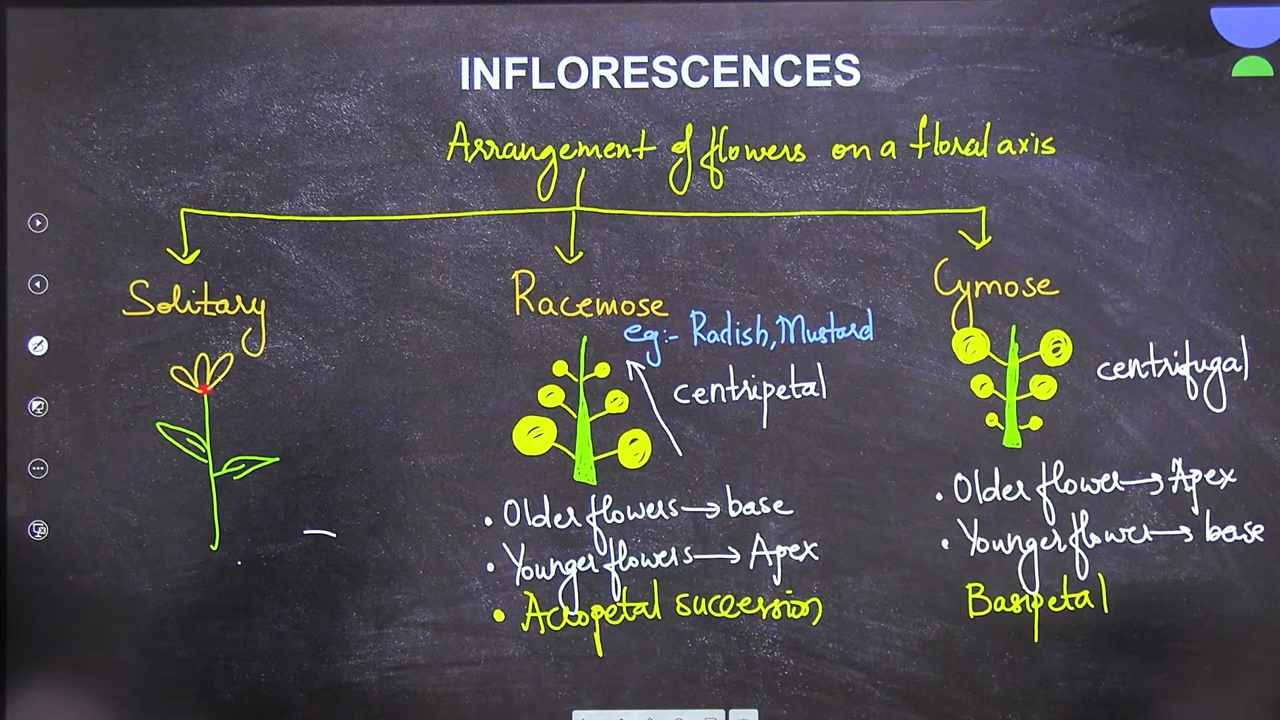 INFLORESCENCES
Arrangement of flowers on a floral axis
Solitary
Racemose
eg:- Radish, Mustard
centripetal
• Older flowers → base
• Younger flowers → Apex
• Acropetal succession
Cymose
centrifugal
• Older flower → Apex
• Younger flower → base
Basipetal